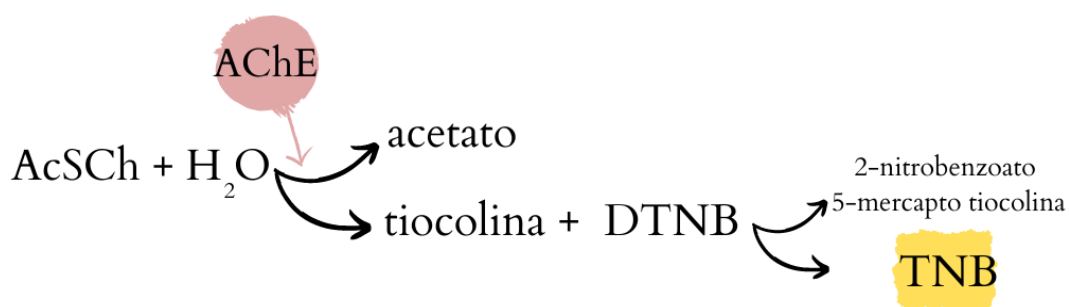 AChE
AcSCh + H₂O
acetato
tiocolina + DTNB
2-nitrobenzoato
5-mercapto tiocolina
TNB